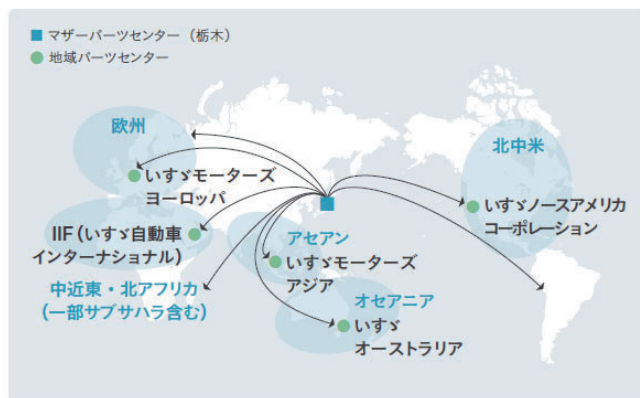 マザーパーツセンター（栃木）
地域パーツセンター
欧州
いすゞモーターズ
ヨーロッパ
IIF(いすゞ自動車
インターナショナル)
中近東・北アフリカ
(一部サブサハラ含む)
アセアン
いすゞモーターズ
アジア
オセアニア
いすゞ
オーストラリア
北中米
いすゞノースアメリカ
コーポレーション